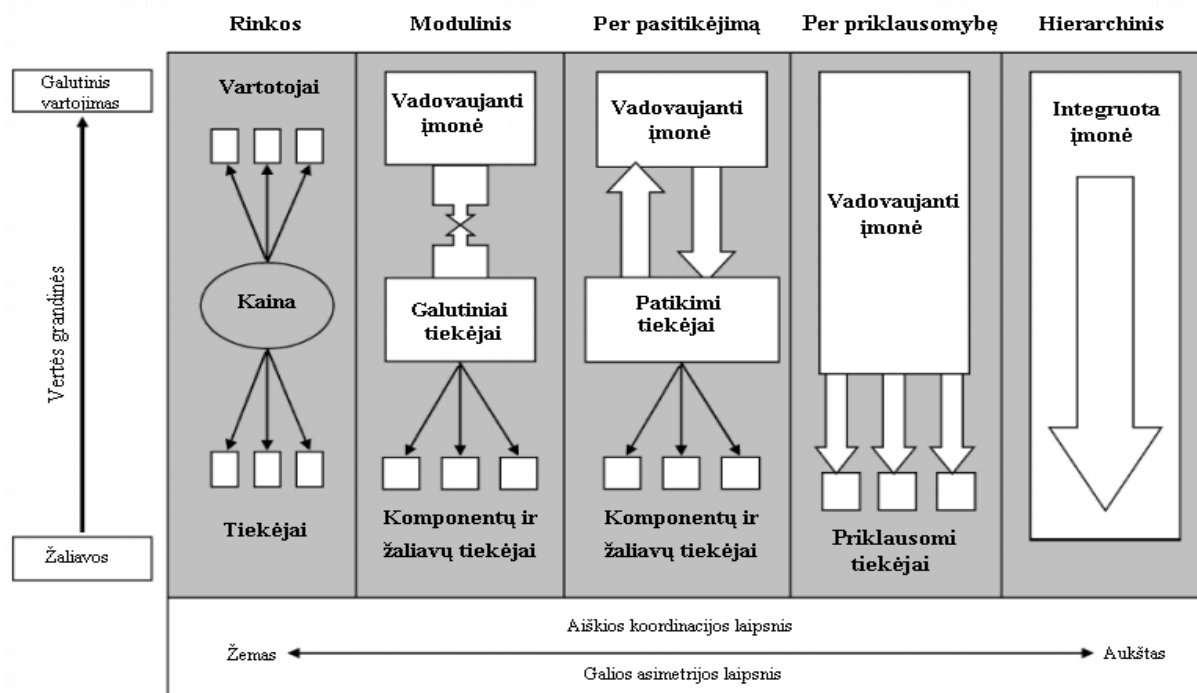 Rinkos
Modulinis
Per pasitikėjimą
Per priklausomybę
Hierarchinis
Galutinis
vartojimas
Vertės grandinės
Žaliavos
Vartotojai
Kaina
Tiekėjai
Vadovaujanti
įmonė
Galutiniai
tiekėjai
Komponentų ir
žaliavų tiekėjai
Vadovaujanti
įmonė
Patikimi
tiekėjai
Komponentų ir
žaliavų tiekėjai
Vadovaujanti
įmonė
Priklausomi
tiekėjai
Integruota
įmonė
Aiškios koordinacijos laipsnis
Žemas
Aukštas
Galios asimetrijos laipsnis